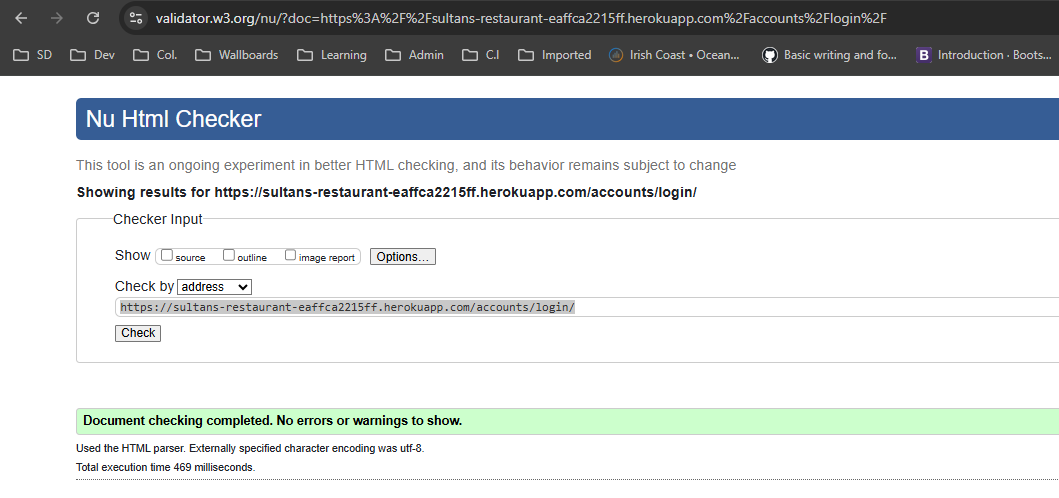 validator.w3.org/nu/?doc=https%3A%2F%2Fsultans-restaurant-eaffca2215ff.herokuapp.com%2Faccounts%2Flogin%2F
SD Dev Col. Wallboards Learning Admin C.I Imported Irish Coast • Ocean... Basic writing and fo... B Introduction · Boots...
Nu Html Checker
This tool is an ongoing experiment in better HTML checking, and its behavior remains subject to change
Showing results for https://sultans-restaurant-eaffca2215ff.herokuapp.com/accounts/login/
Checker Input
Show source outline image report Options...
Check by address
https://sultans-restaurant-eaffca2215ff.herokuapp.com/accounts/login/
Check
Document checking completed. No errors or warnings to show.
Used the HTML parser. Externally specified character encoding was utf-8.
Total execution time 469 milliseconds.